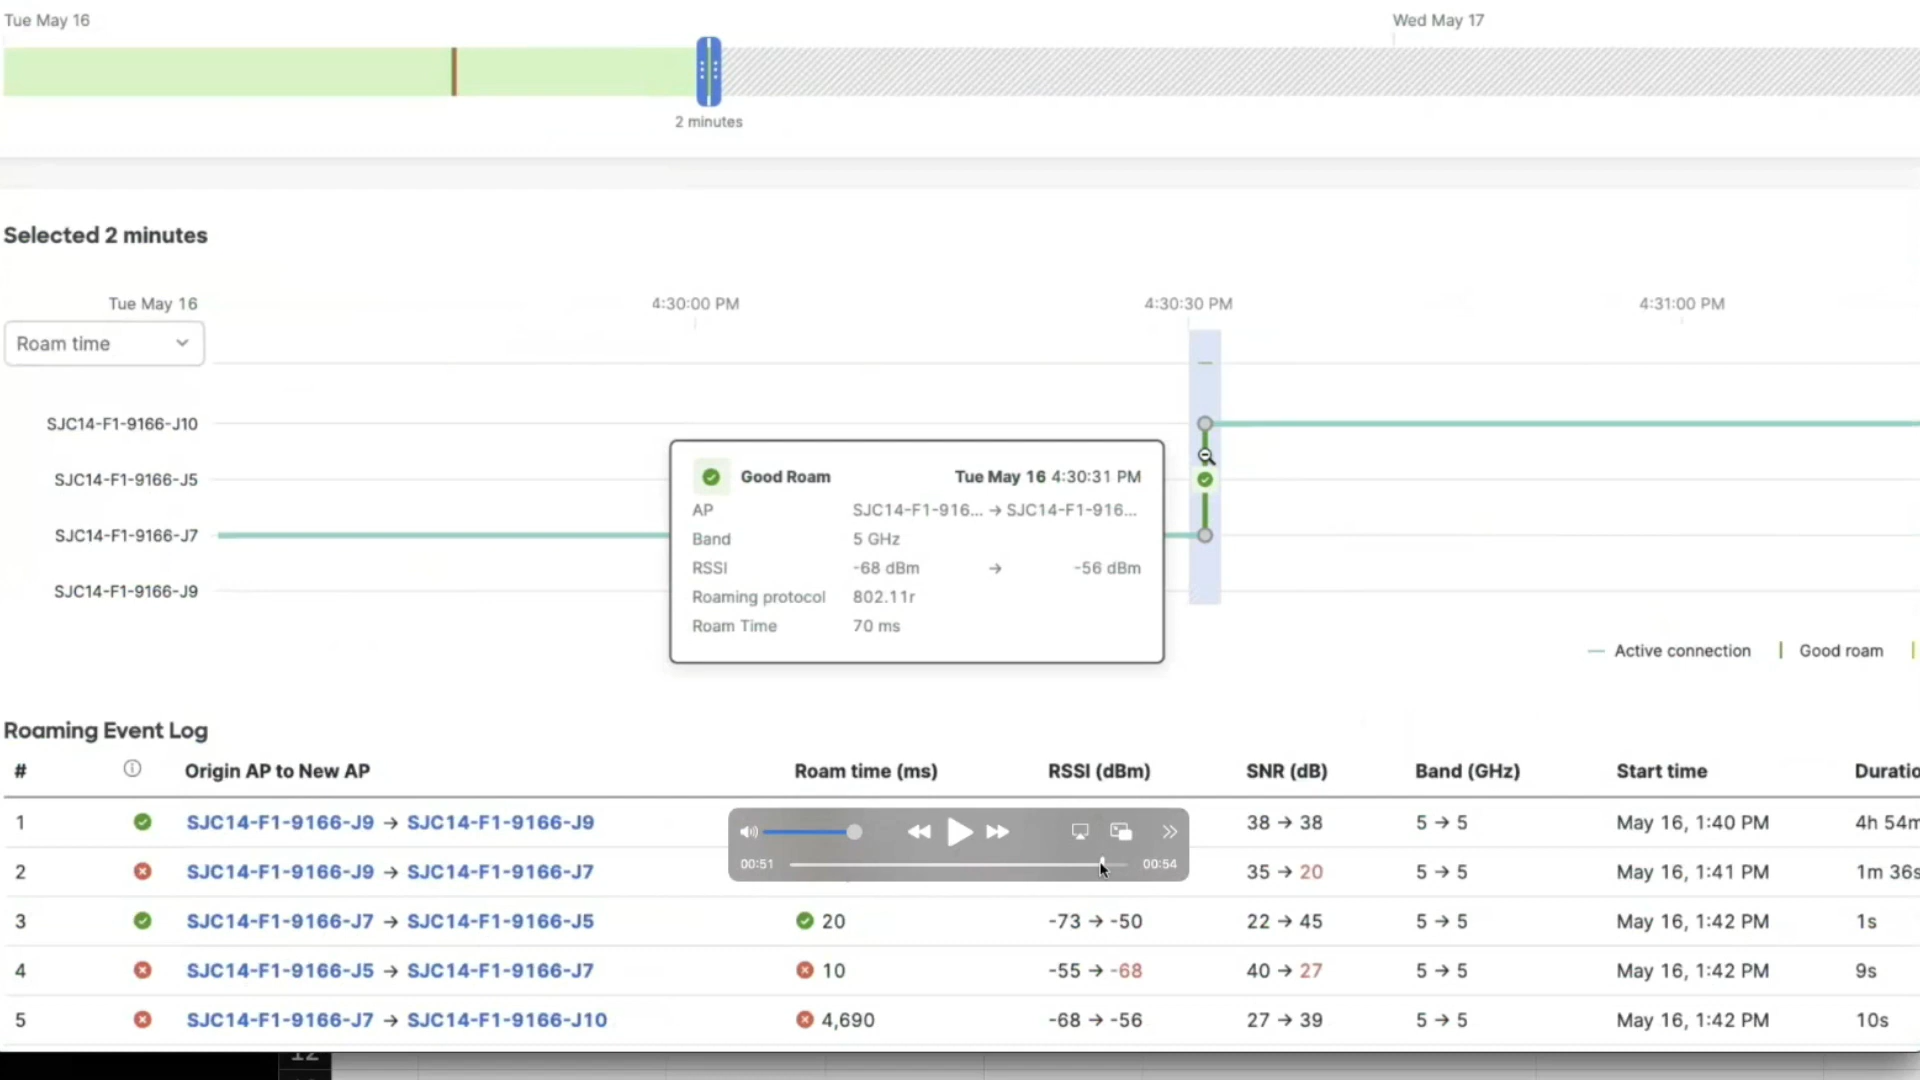 Tue May 16 Wed May 17
2 minutes
Selected 2 minutes
Tue May 16 4:30:00 PM 4:30:30 PM 4:31:00 PM
Roam time
SJC14-F1-9166-J10
SJC14-F1-9166-J5
SJC14-F1-9166-J7
SJC14-F1-9166-J9
Good Roam Tue May 16 4:30:31 PM
AP SJC14-F1-916... → SJC14-F1-916...
Band 5 GHz
RSSI -68 dBm → -56 dBm
Roaming protocol 802.11r
Roam Time 70 ms
Active connection Good roam
Roaming Event Log
# Origin AP to New AP Roam time (ms) RSSI (dBm) SNR (dB) Band (GHz) Start time Duratio
1 SJC14-F1-9166-J9 → SJC14-F1-9166-J9 38 → 38 5 → 5 May 16, 1:40 PM 4h 54m
00:51 00:54
2 SJC14-F1-9166-J9 → SJC14-F1-9166-J7 35 → 20 5 → 5 May 16, 1:41 PM 1m 36s
3 SJC14-F1-9166-J7 → SJC14-F1-9166-J5 20 -73 → -50 22 → 45 5 → 5 May 16, 1:42 PM 1s
4 SJC14-F1-9166-J5 → SJC14-F1-9166-J7 10 -55 → -68 40 → 27 5 → 5 May 16, 1:42 PM 9s
5 SJC14-F1-9166-J7 → SJC14-F1-9166-J10 4,690 -68 → -56 27 → 39 5 → 5 May 16, 1:42 PM 10s
12